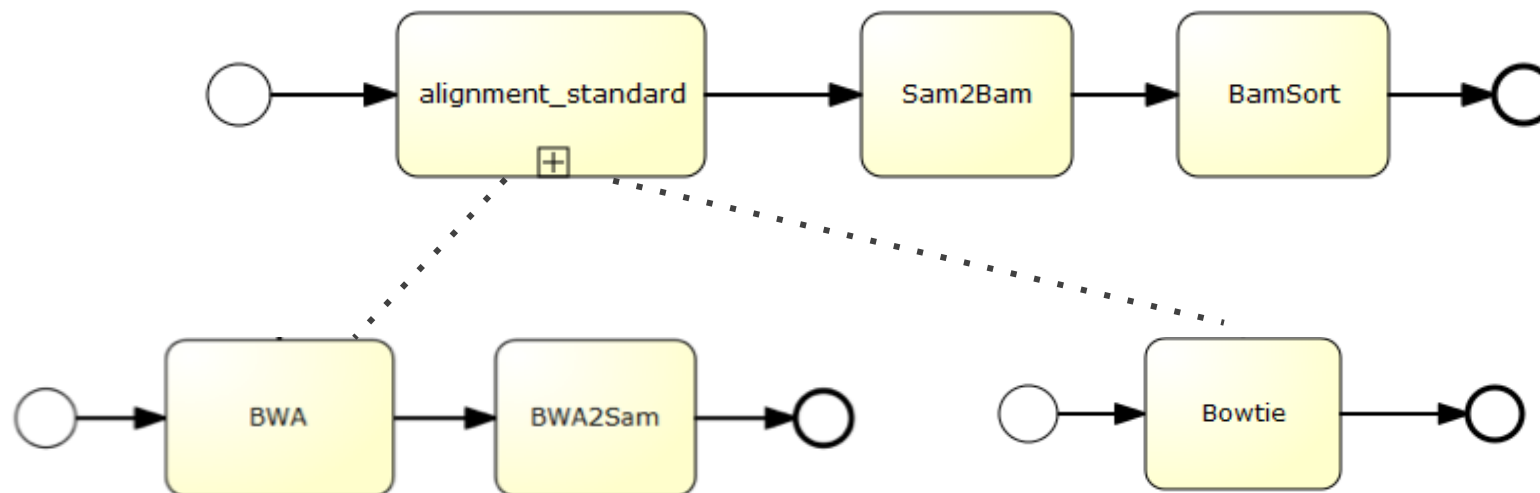 alignment_standard
Sam2Bam
BamSort
BWA
BWA2Sam
Bowtie